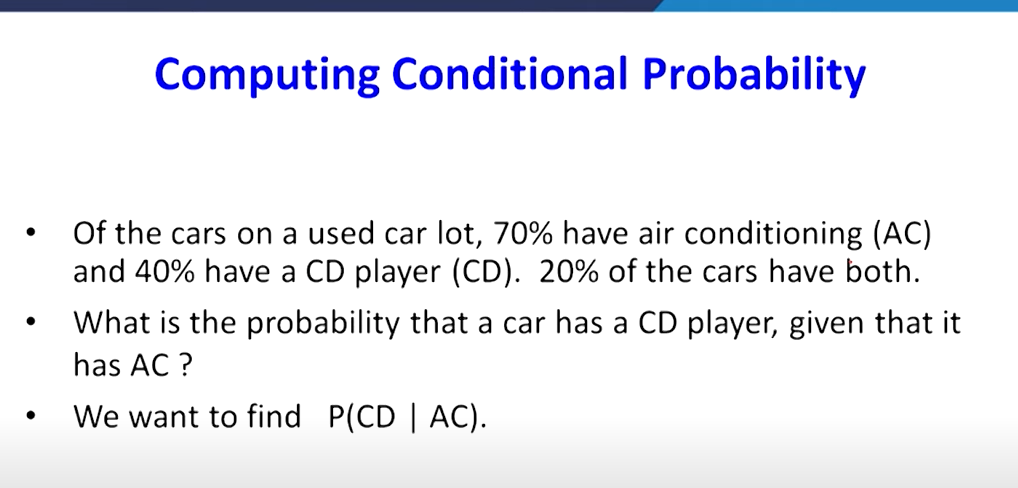 Computing Conditional Probability
• Of the cars on a used car lot, 70% have air conditioning (AC)
and 40% have a CD player (CD). 20% of the cars have both.
• What is the probability that a car has a CD player, given that it
has AC ?
• We want to find P(CD | AC).